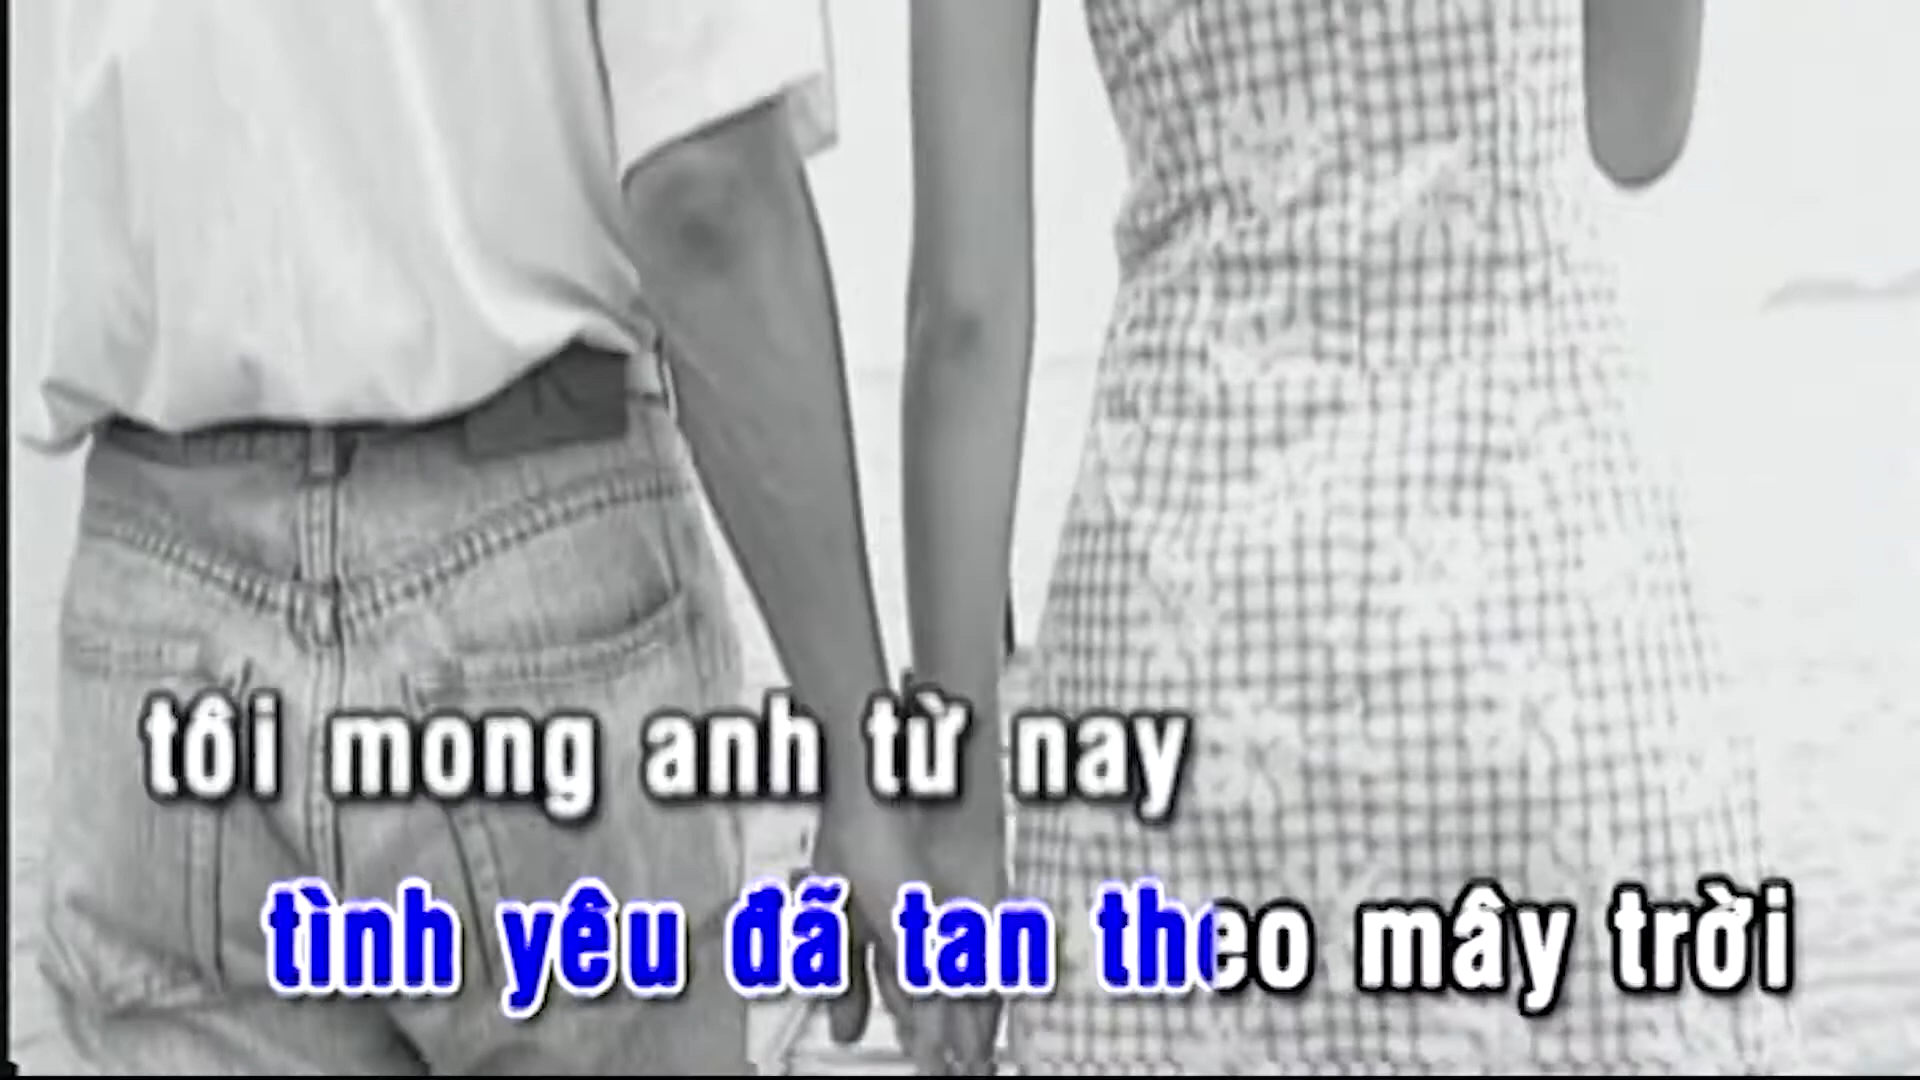 tôi mong anh từ nay
tình yêu đã tan theo mây trời